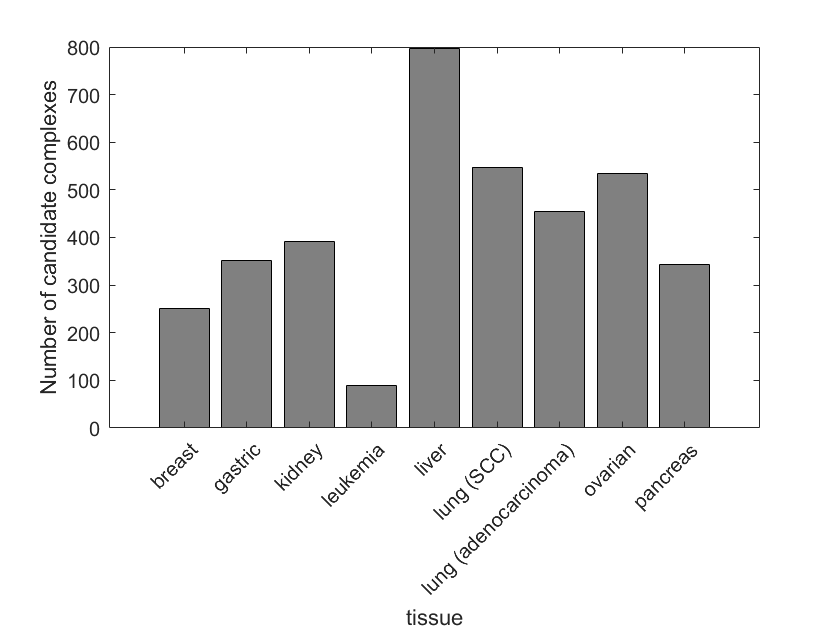 800
700
600
500
400
300
200
100
0
Number of candidate complexes
breast
gastric
kidney
leukemia
liver
lung (SCC)
lung (adenocarcinoma)
ovarian
pancreas
tissue